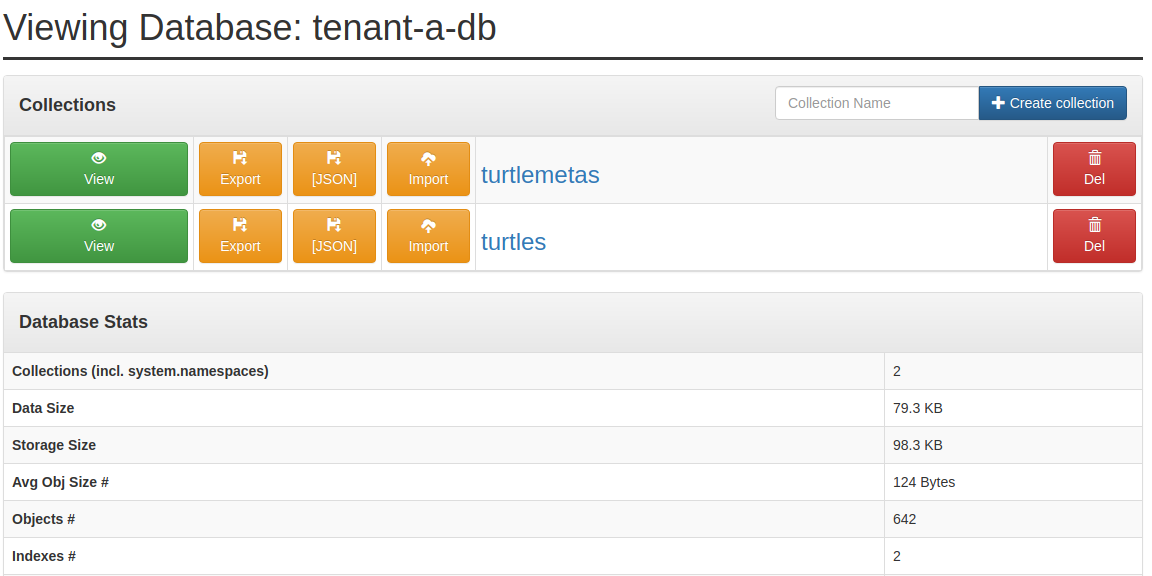 Viewing Database: tenant-a-db
Collections
Collection Name
Create collection
View Export [JSON] Import turtlemetas Del
View Export [JSON] Import turtles Del
Database Stats
Collections (incl. system.namespaces) 2
Data Size 79.3 KB
Storage Size 98.3 KB
Avg Obj Size # 124 Bytes
Objects # 642
Indexes # 2